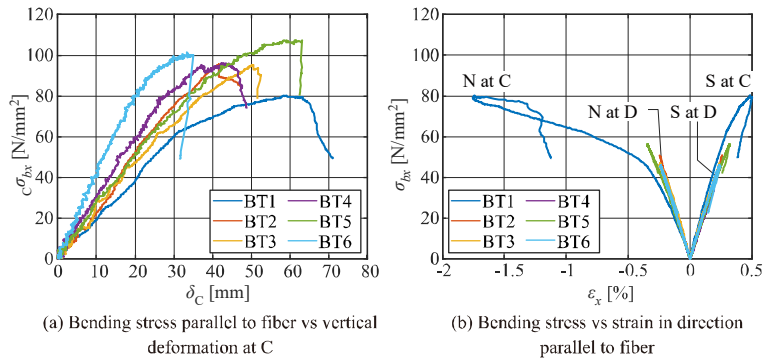 120
100
80
60
40
20
0
Cσbx [N/mm²]
BT1 BT4
BT2 BT5
BT3 BT6
0 10 20 30 40 50 60 70 80
δC [mm]
(a) Bending stress parallel to fiber vs vertical
deformation at C
120
100
80
60
40
20
0
σbx [N/mm²]
N at C S at C
N at D S at D
BT1 BT4
BT2 BT5
BT3 BT6
-2 -1.5 -1 -0.5 0 0.5
εx [%]
(b) Bending stress vs strain in direction
parallel to fiber